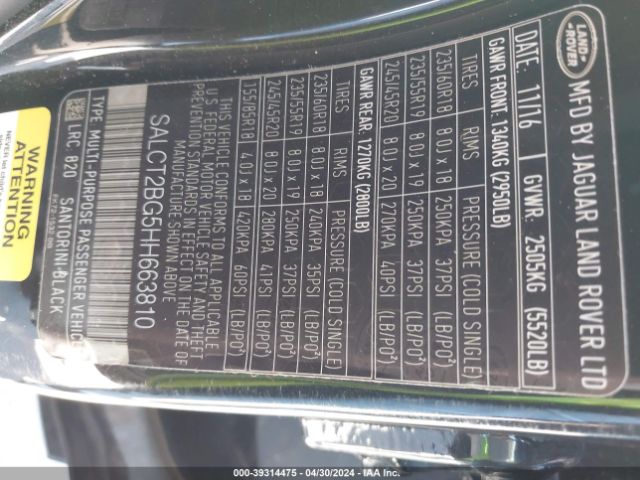 LAND ROVER
MFD BY JAGUAR LAND ROVER LTD
DATE: 11/16 GVWR: 2505KG (5520LB)
GAWR FRONT: 1340KG (2950LB)
TIRES RIMS PRESSURE (COLD SINGLE)
235/60R18 8.0J x 18 250KPA 37PSI (LB/PO²)
235/55R19 8.0J x 19 250KPA 37PSI (LB/PO²)
245/45R20 8.0J x 20 270KPA 40PSI (LB/PO²)
GAWR REAR: 1270KG (2800LB)
TIRES RIMS PRESSURE (COLD SINGLE)
235/60R18 8.0J x 18 240KPA 35PSI (LB/PO²)
235/55R19 8.0J x 19 250KPA 37PSI (LB/PO²)
245/45R20 8.0J x 20 280KPA 41PSI (LB/PO²)
155/85R18 4.0J x 18 420KPA 60PSI (LB/PO²)
THIS VEHICLE CONFORMS TO ALL APPLICABLE
U.S. FEDERAL MOTOR VEHICLE SAFETY AND THEFT
PREVENTION STANDARDS IN EFFECT ON THE DATE OF
MANUFACTURE SHOWN ABOVE
SALCT2BG5HH663810
TYPE: MULTI-PURPOSE PASSENGER VEHICLE
LRC, 820 SANTORINI-BLACK
WARNING
ATTENTION
000-39314475 - 04/30/2024 - IAA Inc.